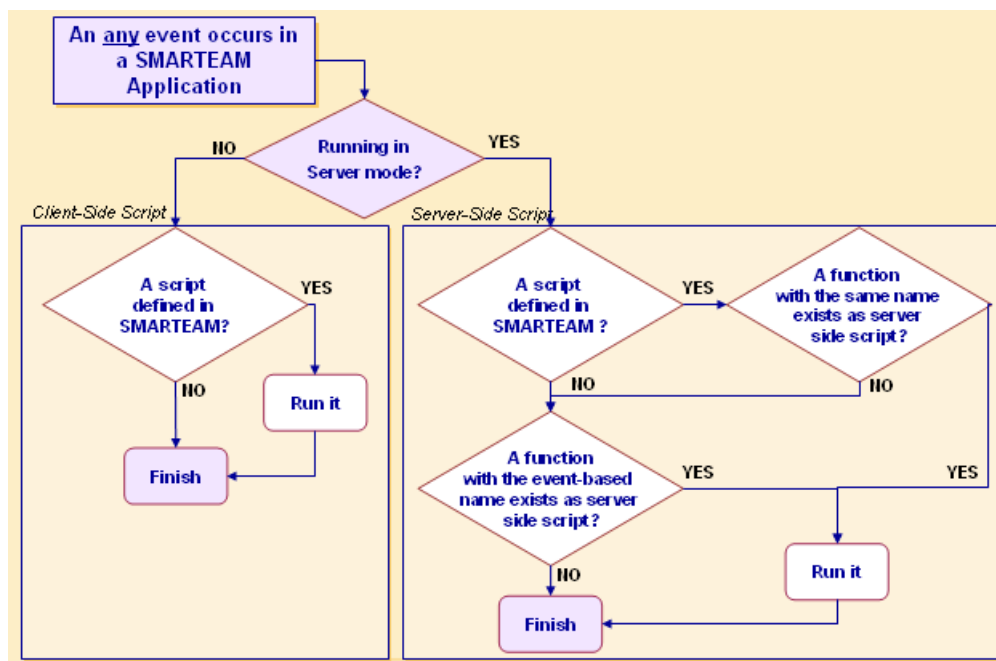 An any event occurs in
a SMARTEAM
Application
Running in
Server mode?
NO
YES
Client-Side Script
A script
defined in
SMARTEAM?
YES
NO
Run it
Finish
Server-Side Script
A script
defined in
SMARTEAM ?
YES
A function
with the same name
exists as server
side script?
NO
NO
A function
with the event-based
name exists as server
side script?
YES
YES
Run it
NO
Finish